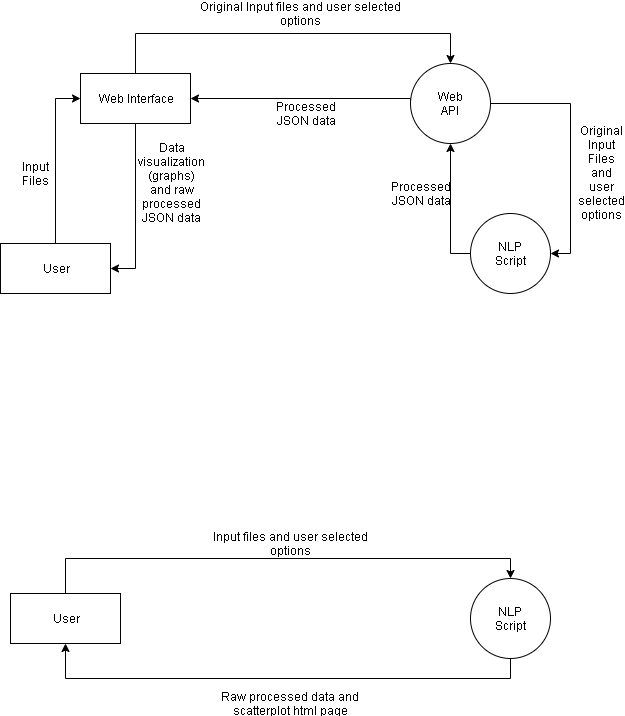 Original Input files and user selected
options
Web Interface
Web
API
Processed
JSON data
Data
visualization
(graphs)
and raw
processed
JSON data
Input
Files
Original
Input
Files
and
user
selected
options
Processed
JSON data
User
NLP
Script
Input files and user selected
options
User
NLP
Script
Raw processed data and
scatterplot html page